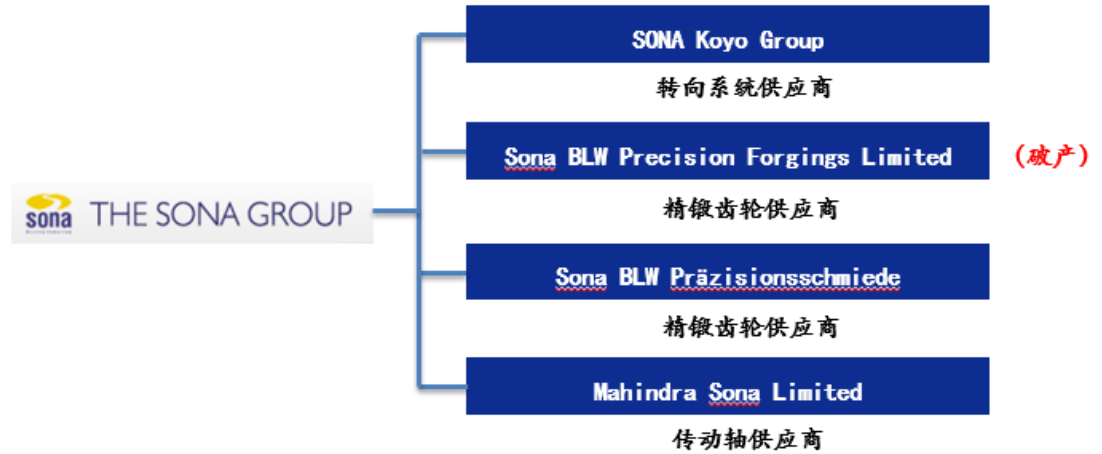 SONA Koyo Group
转向系统供应商
Sona BLW Precision Forgings Limited
(破产)
精锻齿轮供应商
sona THE SONA GROUP
Sona BLW Präzisionsschmiede
精锻齿轮供应商
Mahindra Sona Limited
传动轴供应商